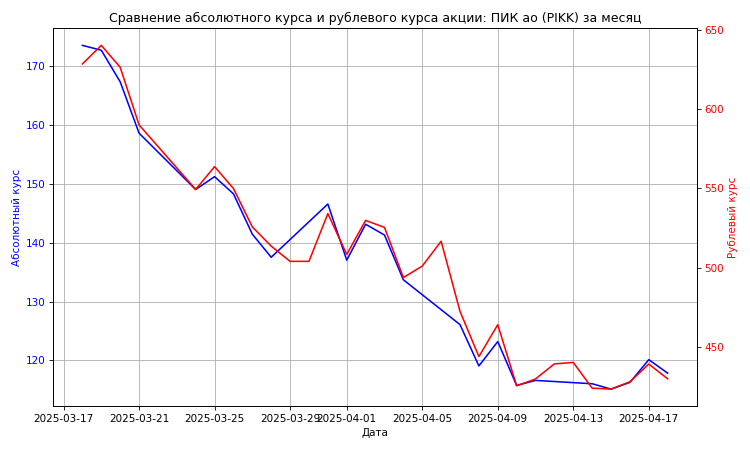 Сравнение абсолютного курса и рублевого курса акции: ПИК ао (PIKK) за месяц
Абсолютный курс
170
160
150
140
130
120
650
600
550
500
450
Рублевый курс
2025-03-17 2025-03-21 2025-03-25 2025-03-29 2025-04-01 2025-04-05 2025-04-09 2025-04-13 2025-04-17
Дата